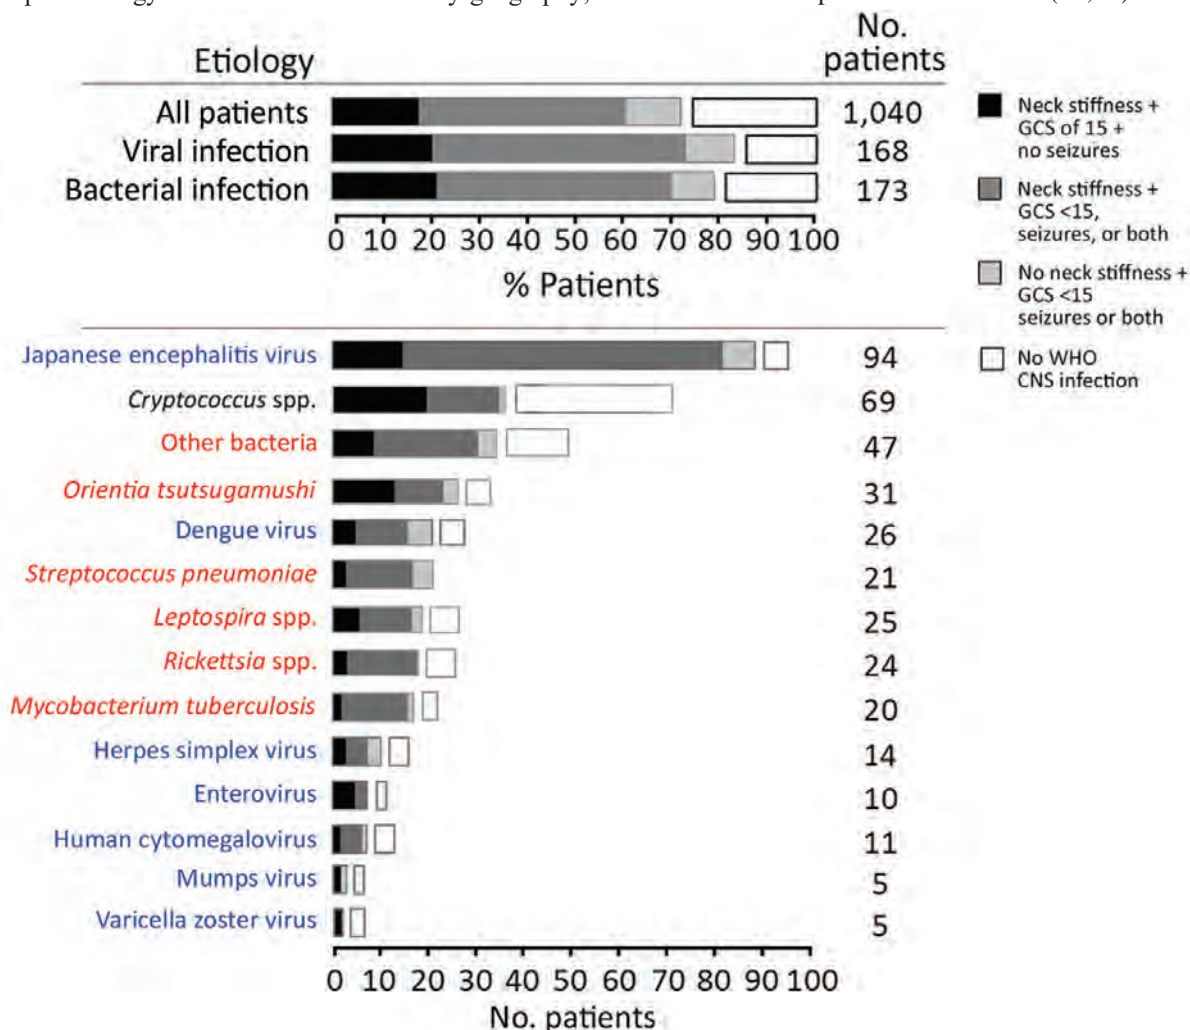 Etiology
No.
patients
All patients 1,040
Viral infection 168
Bacterial infection 173
0 10 20 30 40 50 60 70 80 90 100
% Patients
Neck stiffness +
GCS of 15 +
no seizures
Neck stiffness +
GCS <15,
seizures, or both
No neck stiffness +
GCS <15
seizures or both
No WHO
CNS infection
Japanese encephalitis virus 94
Cryptococcus spp. 69
Other bacteria 47
Orientia tsutsugamushi 31
Dengue virus 26
Streptococcus pneumoniae 21
Leptospira spp. 25
Rickettsia spp. 24
Mycobacterium tuberculosis 20
Herpes simplex virus 14
Enterovirus 10
Human cytomegalovirus 11
Mumps virus 5
Varicella zoster virus 5
0 10 20 30 40 50 60 70 80 90 100
No. patients